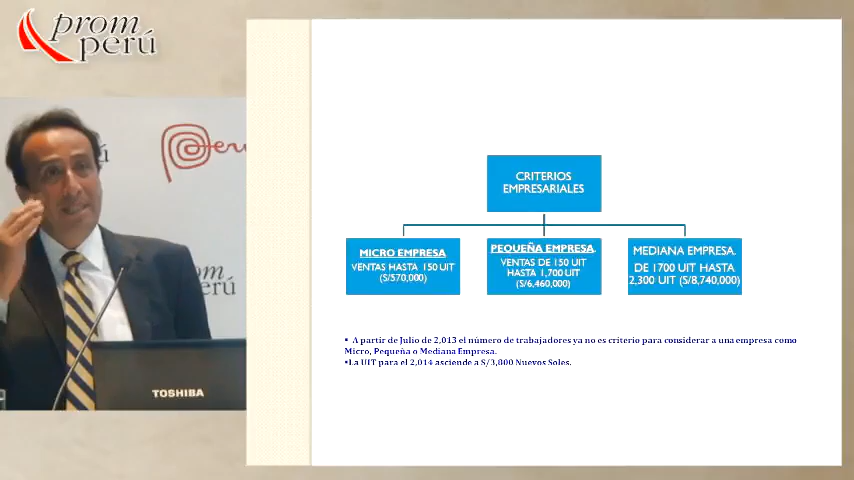 prom
perú
Perú
TOSHIBA
CRITERIOS
EMPRESARIALES
MICRO EMPRESA
VENTAS HASTA 150 UIT
(S/570,000)
PEQUEÑA EMPRESA.
VENTAS DE 150 UIT
HASTA 1,700 UIT
(S/6,460,000)
MEDIANA EMPRESA.
DE 1700 UIT HASTA
2,300 UIT (S/8,740,000)
▪ A partir de Julio de 2,013 el número de trabajadores ya no es criterio para considerar a una empresa como
Micro, Pequeña o Mediana Empresa.
▪La UIT para el 2,014 asciende a S/3,800 Nuevos Soles.